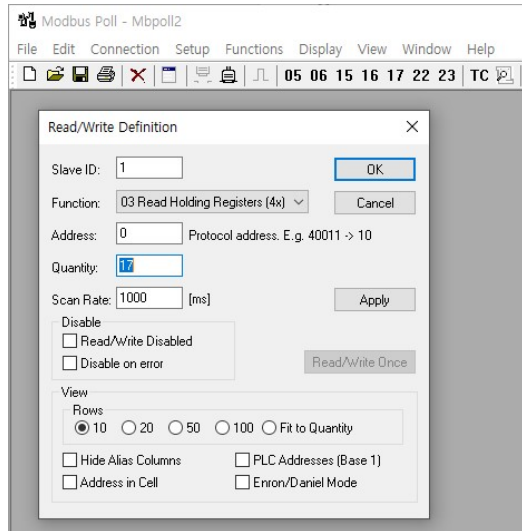 Modbus Poll - Mbpoll2
File Edit Connection Setup Functions Display View Window Help
05 06 15 16 17 22 23 TC
Read/Write Definition
Slave ID: 1 OK
Function: 03 Read Holding Registers (4x) Cancel
Address: 0 Protocol address. E.g. 40011 -> 10
Quantity: 17
Scan Rate: 1000 [ms] Apply
Disable
Read/Write Disabled
Disable on error Read/Write Once
View
Rows
10 20 50 100 Fit to Quantity
Hide Alias Columns PLC Addresses (Base 1)
Address in Cell Enron/Daniel Mode